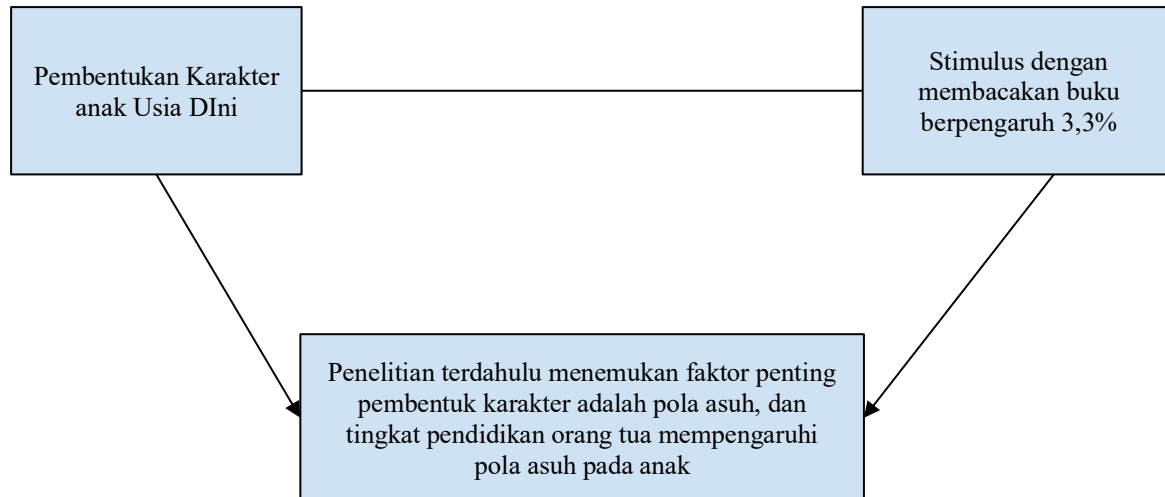 Pembentukan Karakter
anak Usia DIni
Stimulus dengan
membacakan buku
berpengaruh 3,3%
Penelitian terdahulu menemukan faktor penting
pembentuk karakter adalah pola asuh, dan
tingkat pendidikan orang tua mempengaruhi
pola asuh pada anak